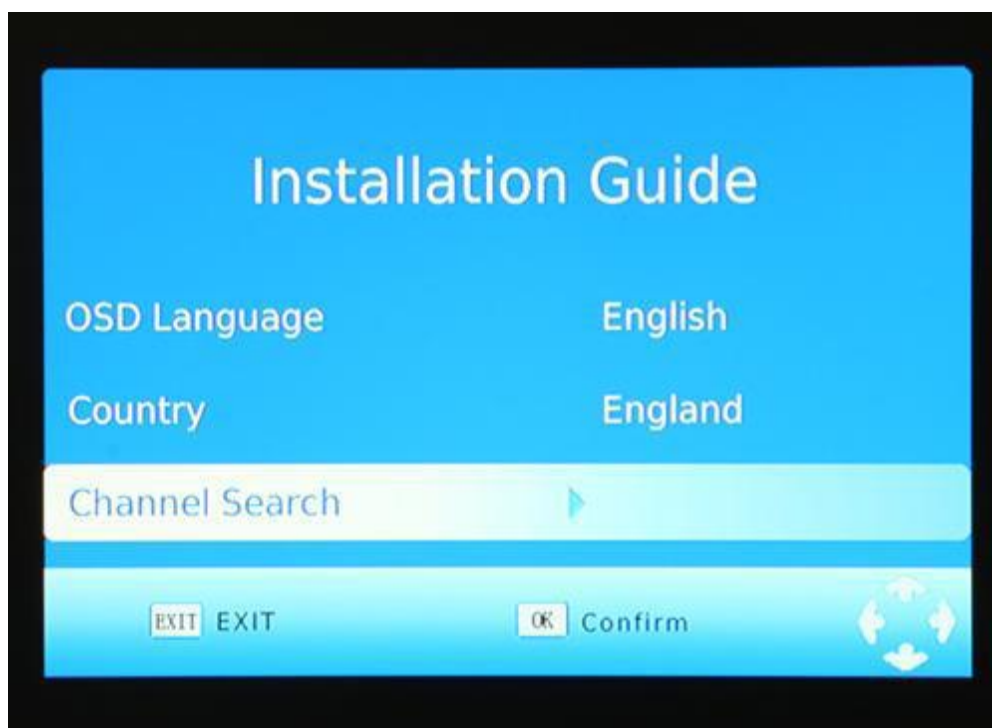 Installation Guide
OSD Language English
Country England
Channel Search
EXIT EXIT OK Confirm